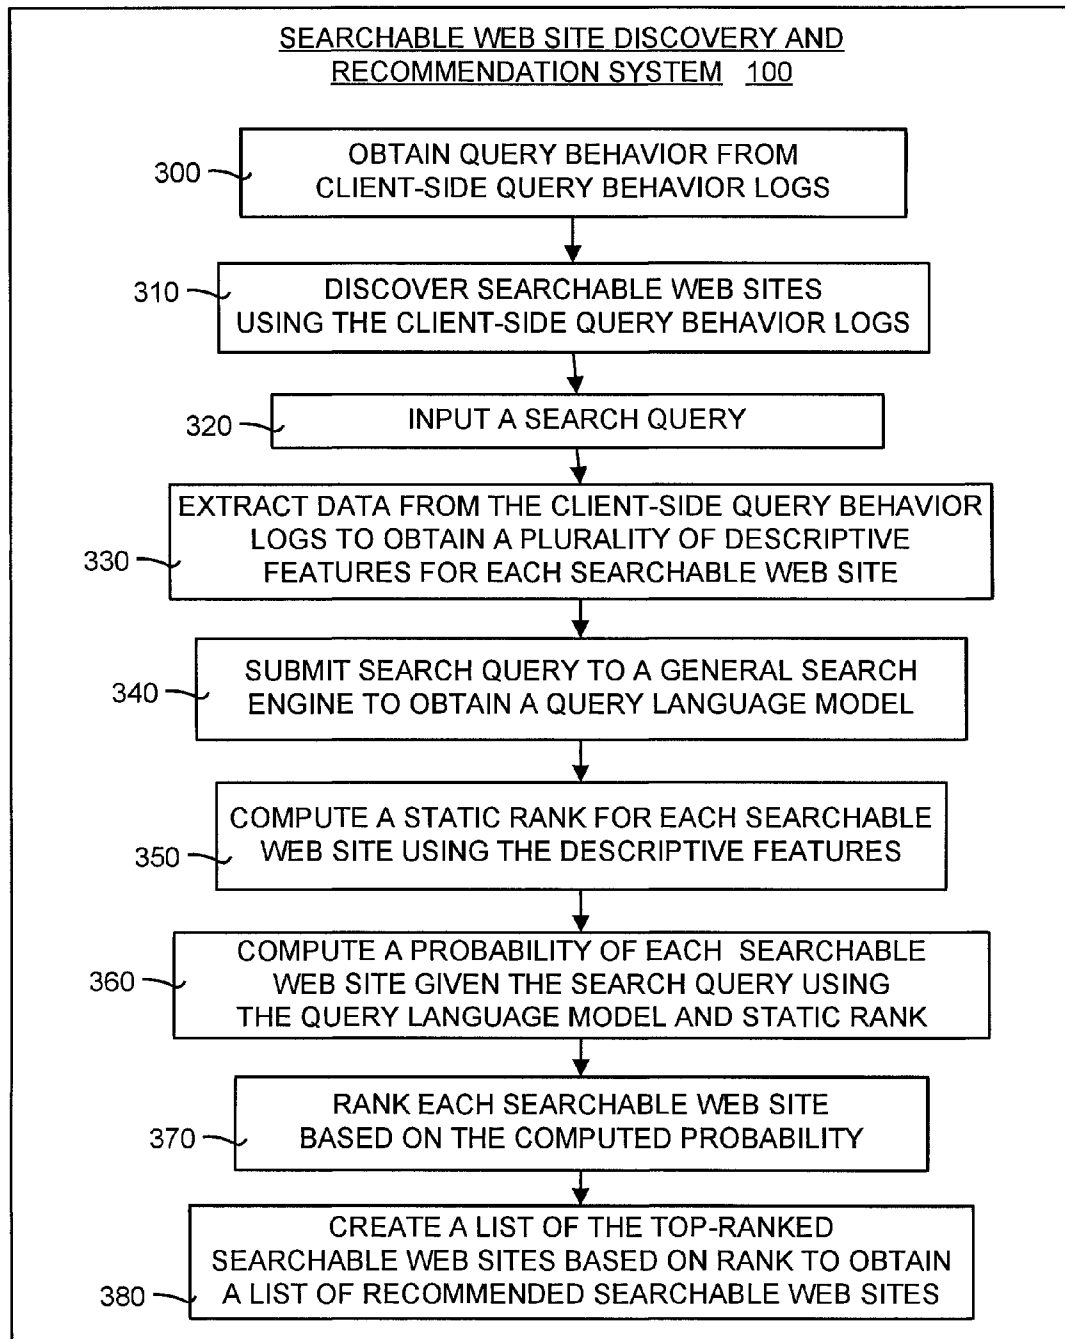 SEARCHABLE WEB SITE DISCOVERY AND
RECOMMENDATION SYSTEM 100
300
OBTAIN QUERY BEHAVIOR FROM
CLIENT-SIDE QUERY BEHAVIOR LOGS
310
DISCOVER SEARCHABLE WEB SITES
USING THE CLIENT-SIDE QUERY BEHAVIOR LOGS
320
INPUT A SEARCH QUERY
330
EXTRACT DATA FROM THE CLIENT-SIDE QUERY BEHAVIOR
LOGS TO OBTAIN A PLURALITY OF DESCRIPTIVE
FEATURES FOR EACH SEARCHABLE WEB SITE
340
SUBMIT SEARCH QUERY TO A GENERAL SEARCH
ENGINE TO OBTAIN A QUERY LANGUAGE MODEL
350
COMPUTE A STATIC RANK FOR EACH SEARCHABLE
WEB SITE USING THE DESCRIPTIVE FEATURES
360
COMPUTE A PROBABILITY OF EACH SEARCHABLE
WEB SITE GIVEN THE SEARCH QUERY USING
THE QUERY LANGUAGE MODEL AND STATIC RANK
370
RANK EACH SEARCHABLE WEB SITE
BASED ON THE COMPUTED PROBABILITY
380
CREATE A LIST OF THE TOP-RANKED
SEARCHABLE WEB SITES BASED ON RANK TO OBTAIN
A LIST OF RECOMMENDED SEARCHABLE WEB SITES